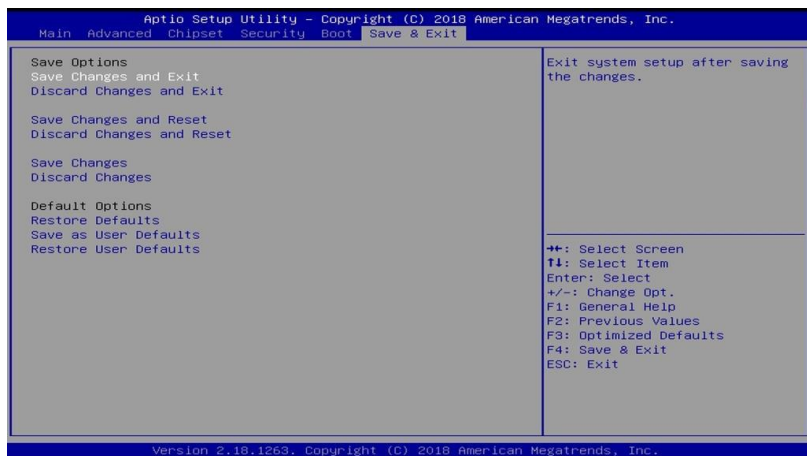 Aptio Setup Utility – Copyright (C) 2018 American Megatrends, Inc.
Main Advanced Chipset Security Boot Save & Exit
Save Options
Save Changes and Exit
Discard Changes and Exit
Save Changes and Reset
Discard Changes and Reset
Save Changes
Discard Changes
Default Options
Restore Defaults
Save as User Defaults
Restore User Defaults
Exit system setup after saving
the changes.
→←: Select Screen
↑↓: Select Item
Enter: Select
+/-: Change Opt.
F1: General Help
F2: Previous Values
F3: Optimized Defaults
F4: Save & Exit
ESC: Exit
Version 2.18.1263. Copyright (C) 2018 American Megatrends, Inc.